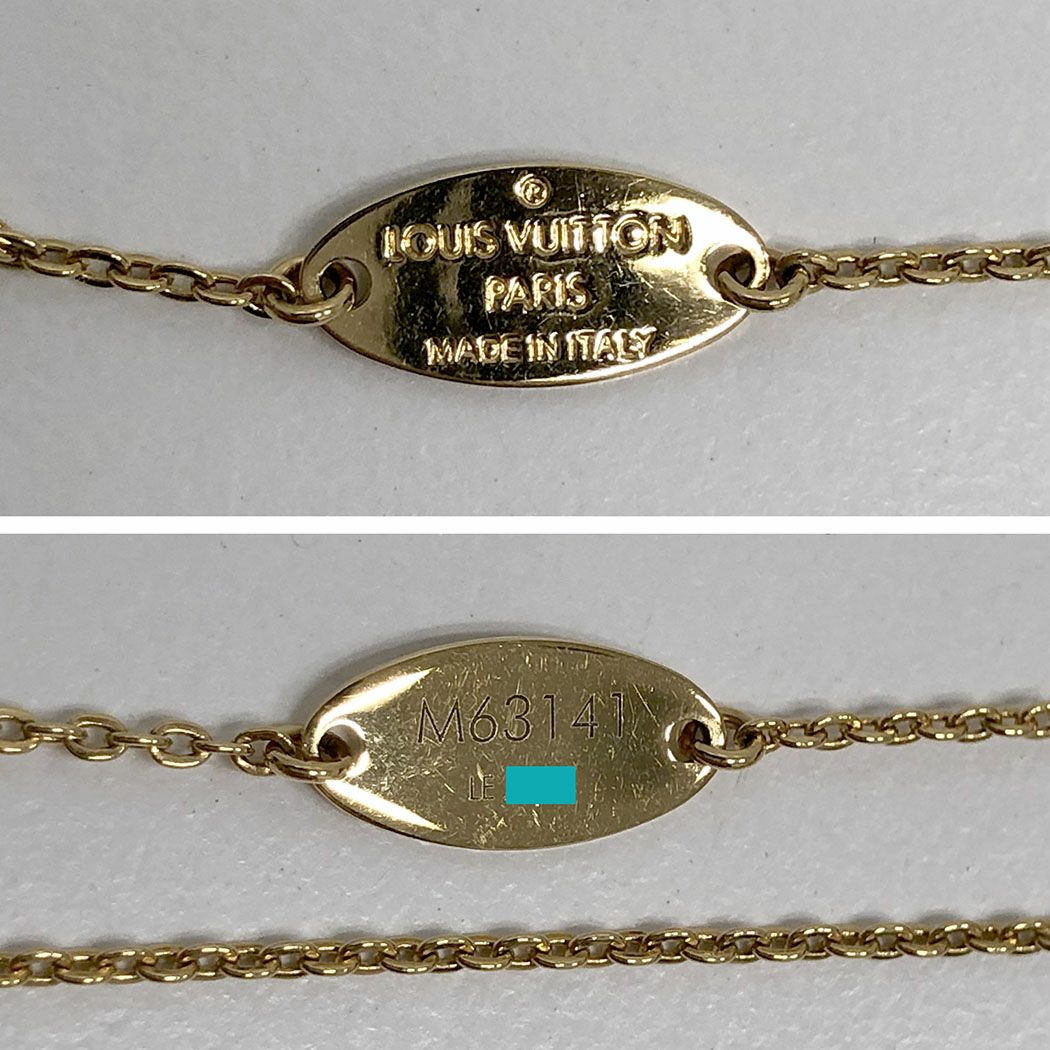 ®
LOUIS VUITTON
PARIS
MADE IN ITALY
M63141
LE